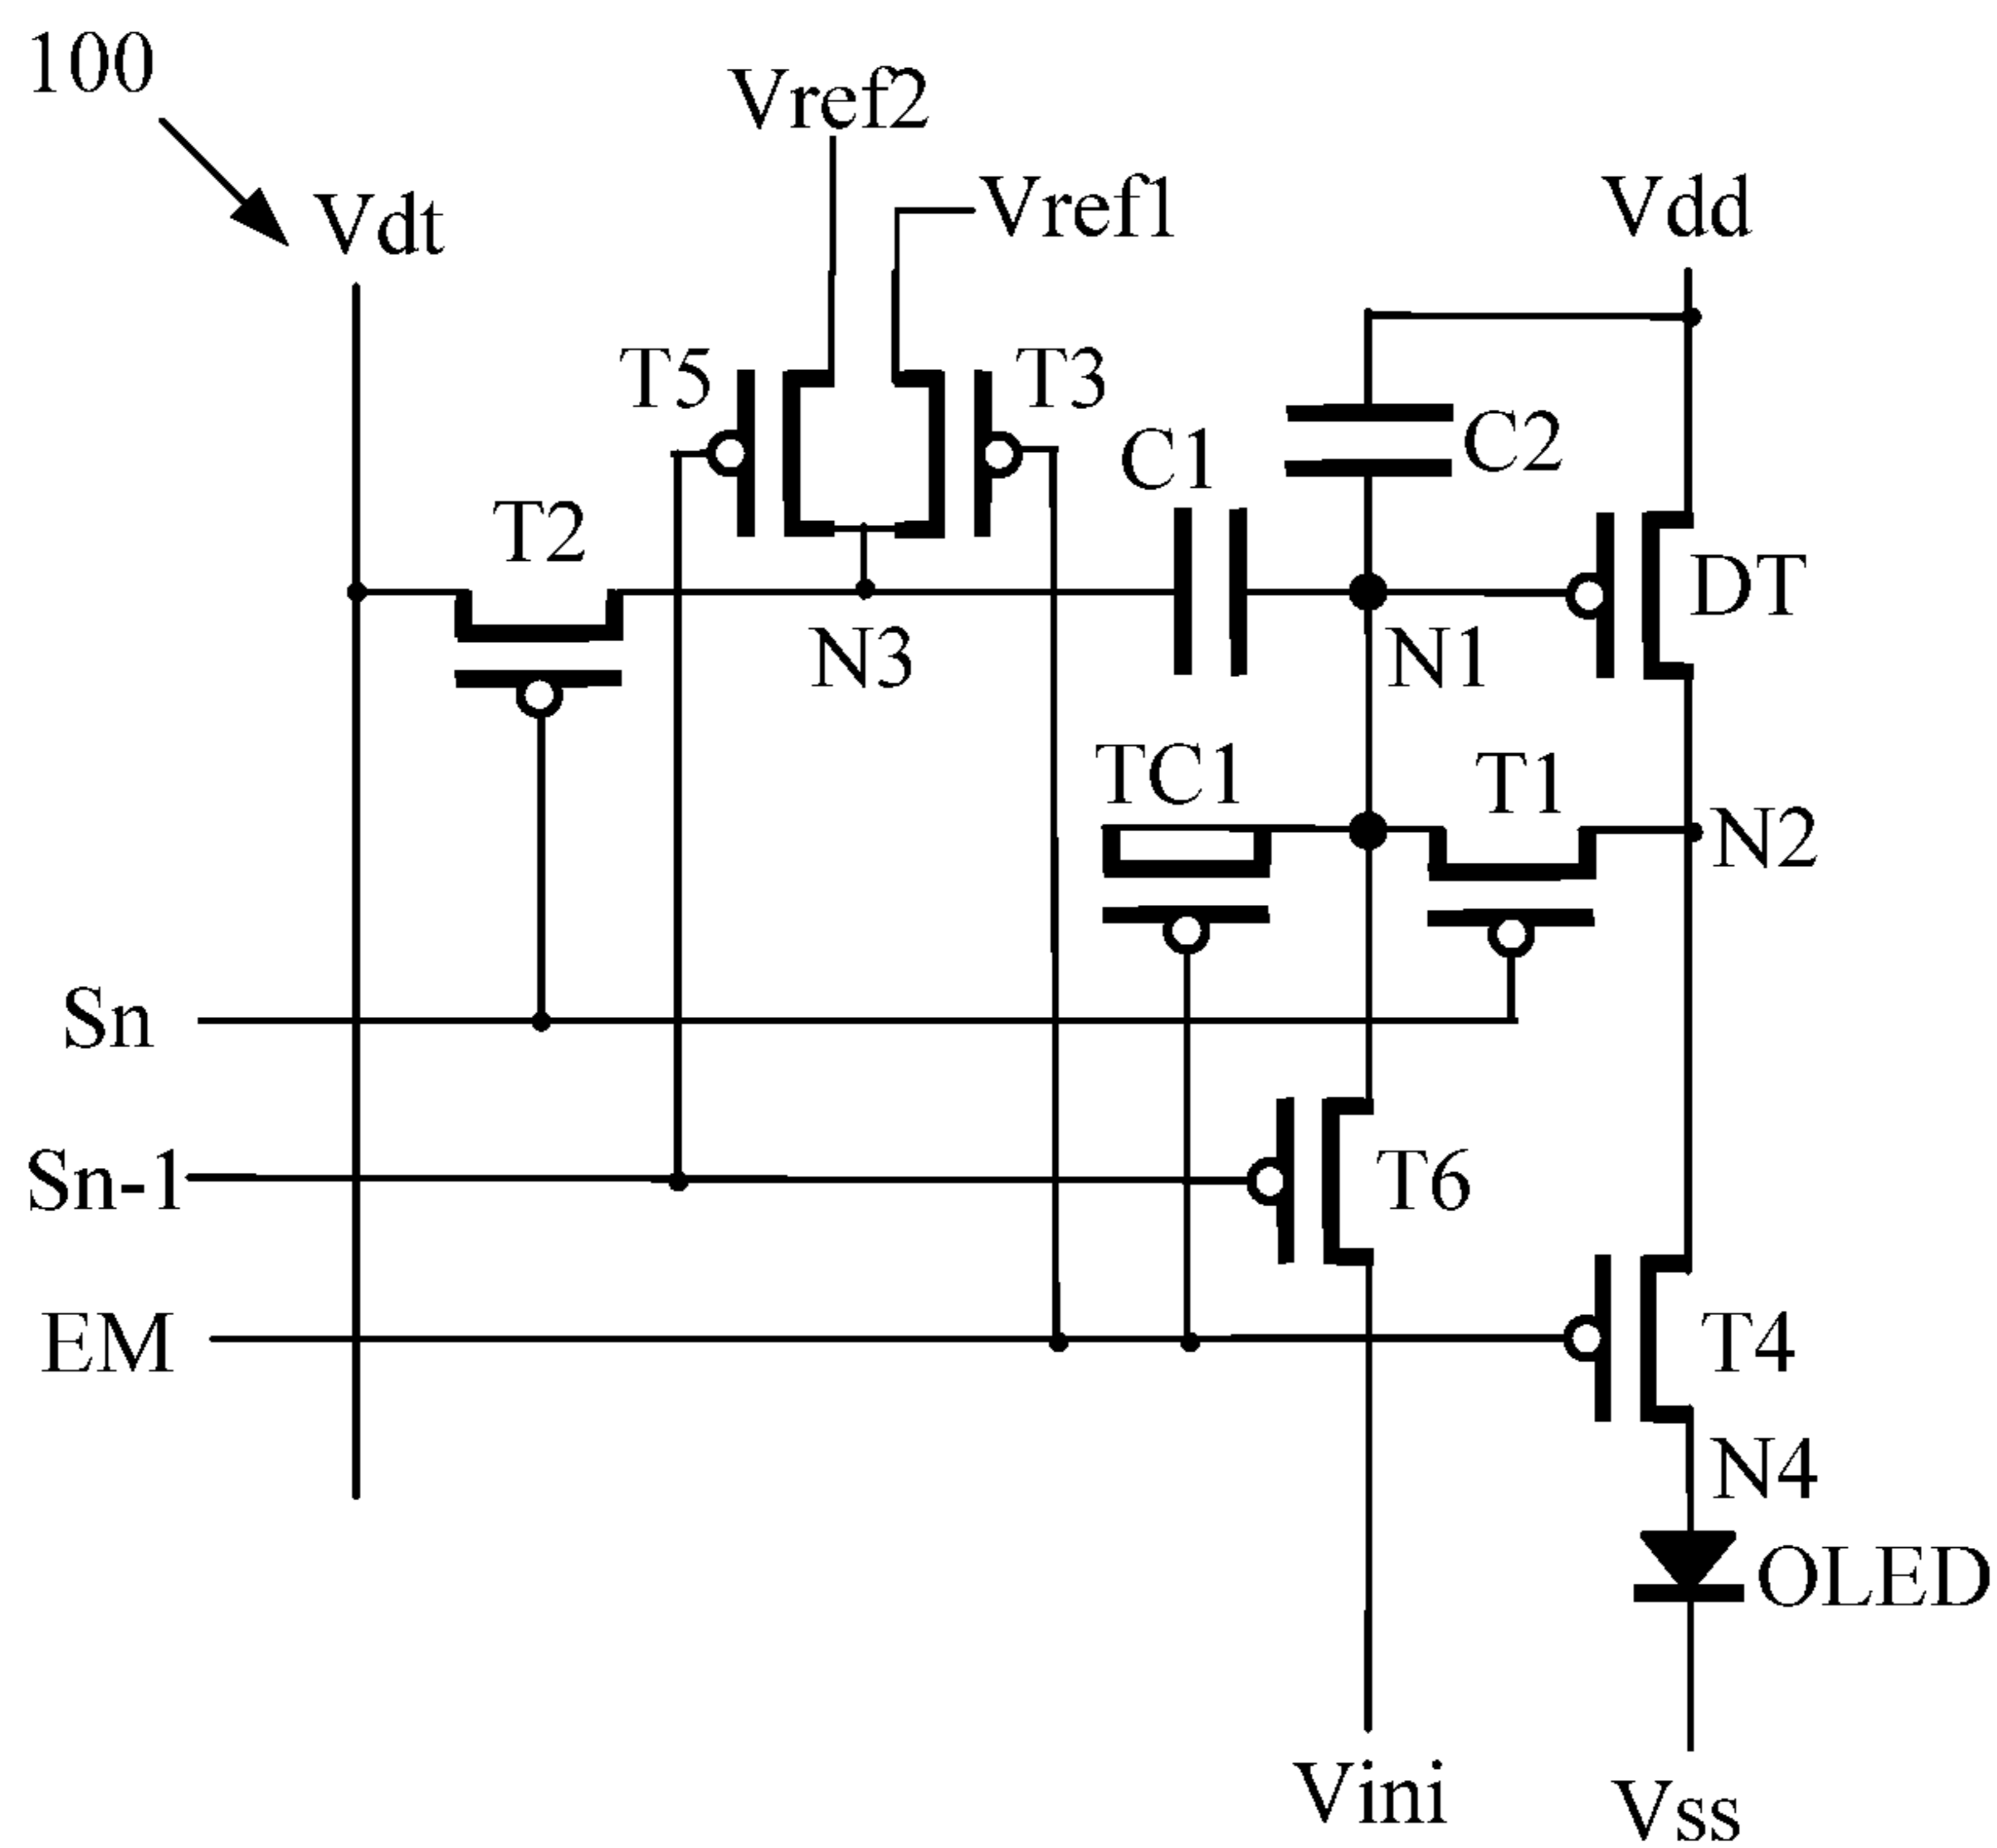 100
Vref2
Vref1
Vdd
Vdt
T5
T3
C1
C2
T2
DT
N3
N1
TC1
T1
N2
Sn
Sn-1
T6
EM
T4
N4
OLED
Vini
Vss